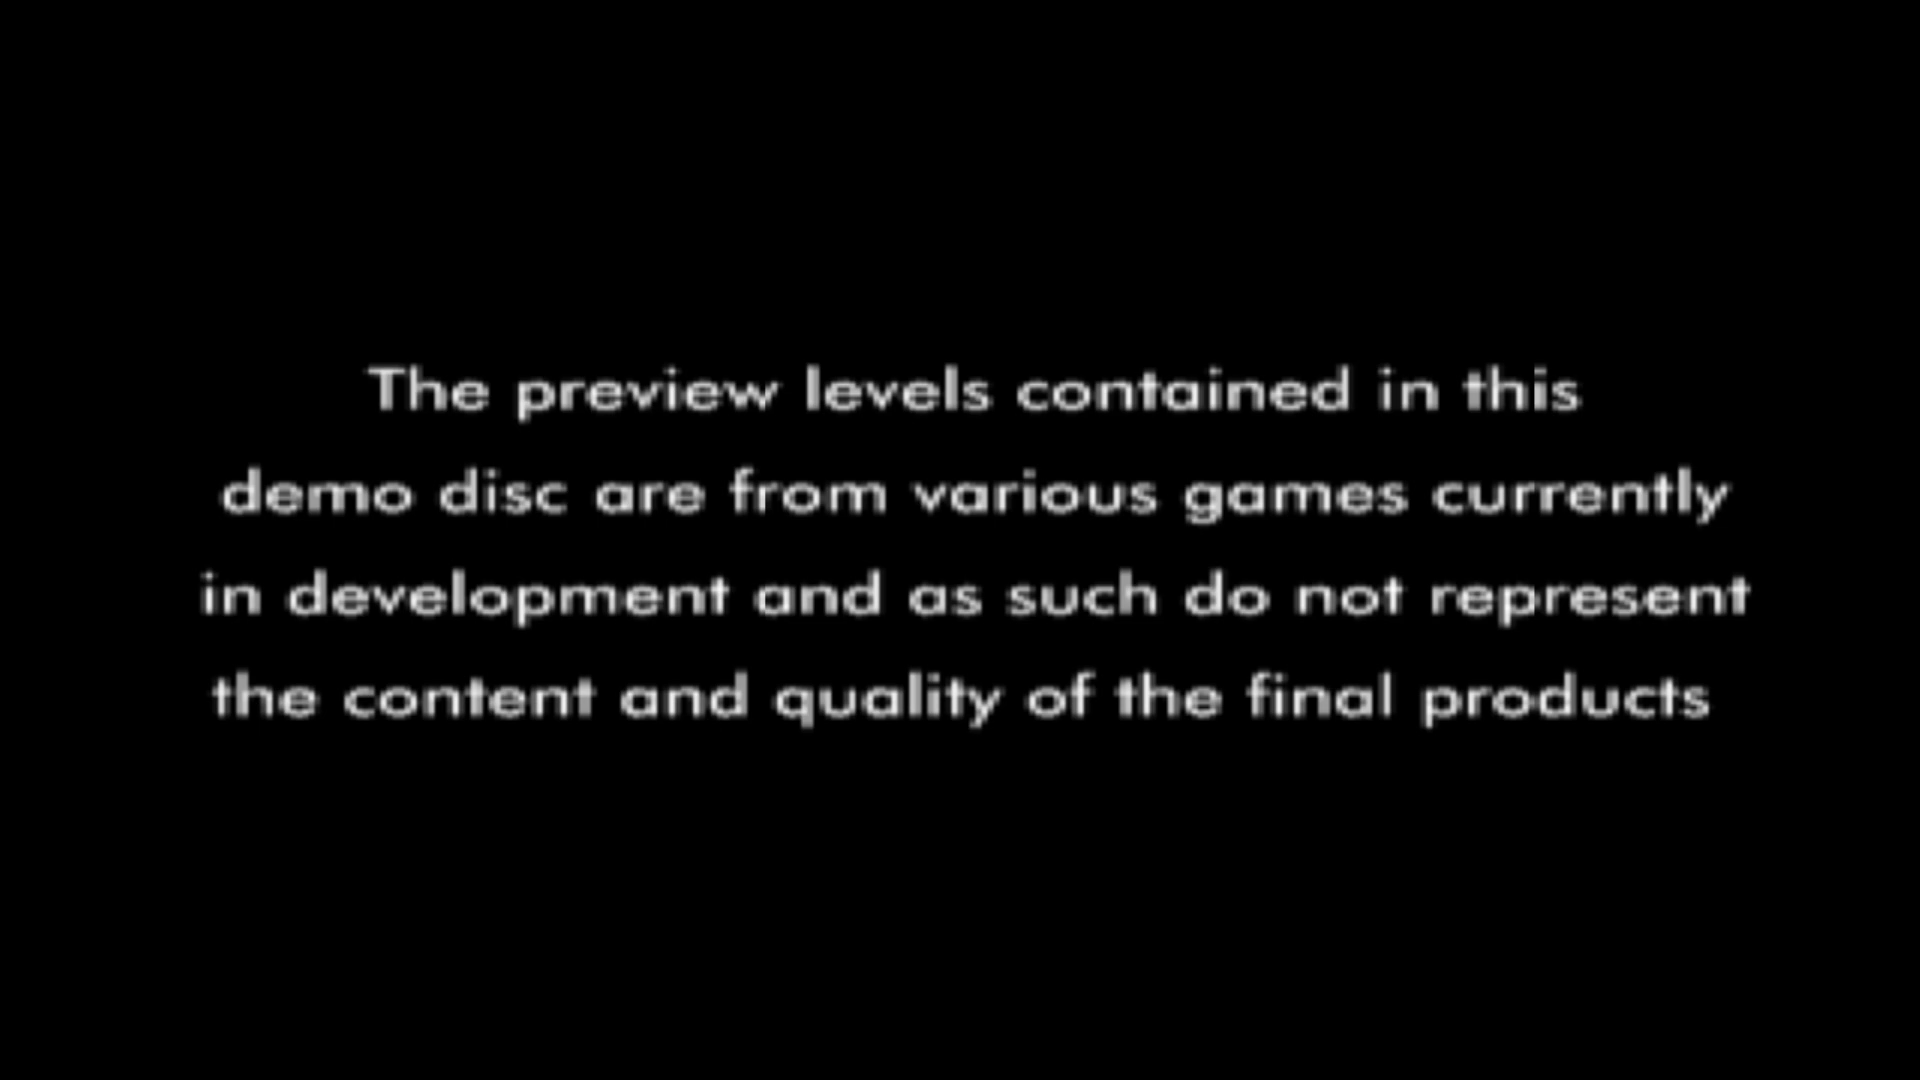 The preview levels contained in this
demo disc are from various games currently
in development and as such do not represent
the content and quality of the final products